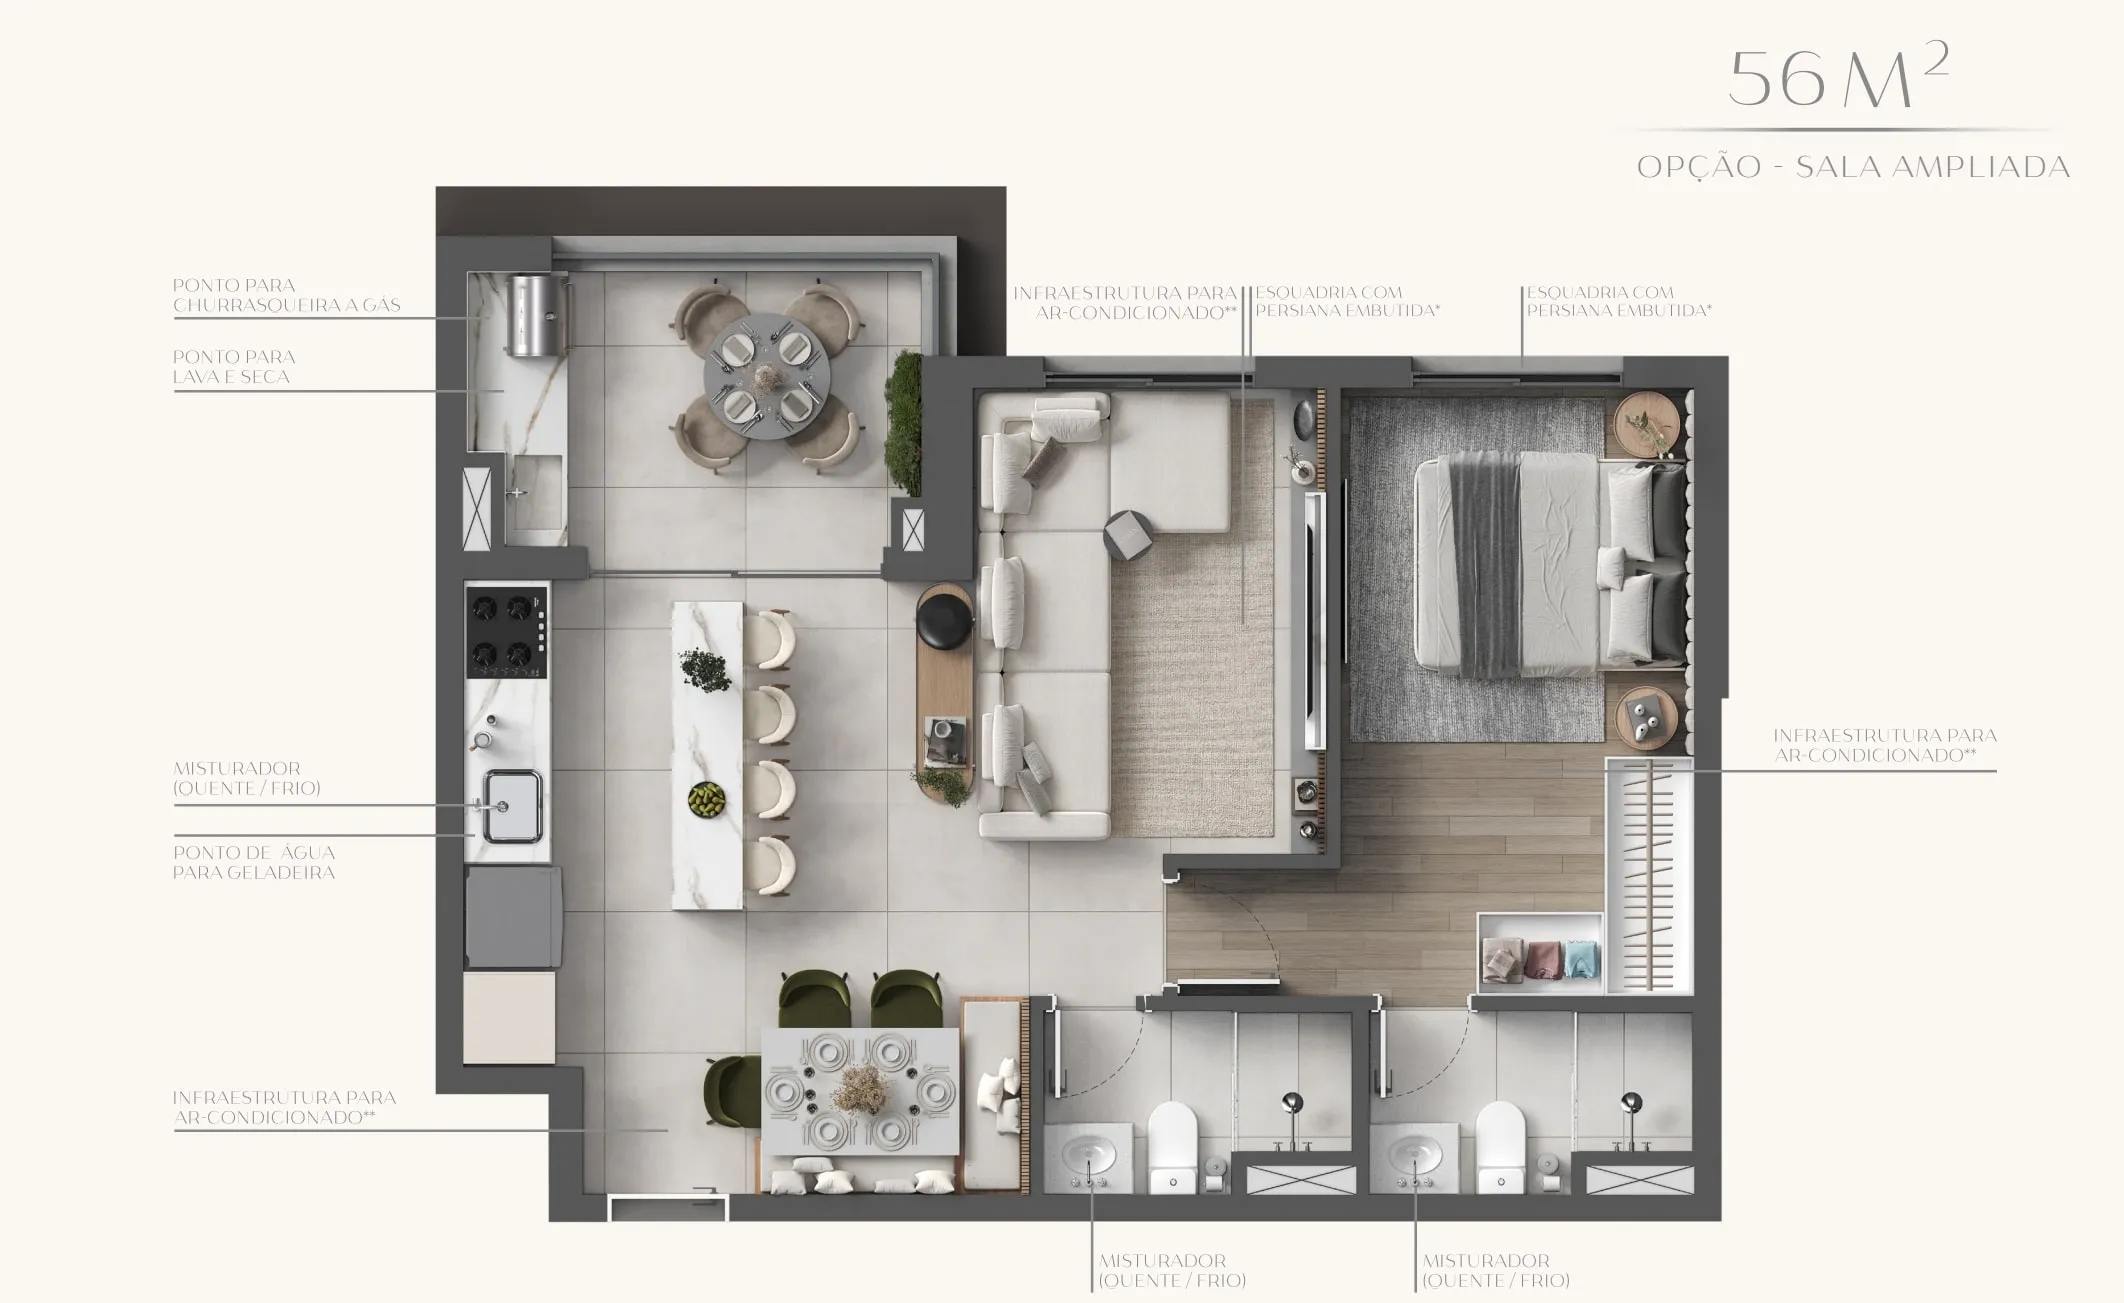 56 M²
OPÇÃO - SALA AMPLIADA
PONTO PARA
CHURRASQUEIRA A GÁS
PONTO PARA
LAVA E SECA
INFRAESTRUTURA PARA
AR-CONDICIONADO**
ESQUADRIA COM
PERSIANA EMBUTIDA*
ESQUADRIA COM
PERSIANA EMBUTIDA*
MISTURADOR
(QUENTE / FRIO)
PONTO DE ÁGUA
PARA GELADEIRA
INFRAESTRUTURA PARA
AR-CONDICIONADO**
INFRAESTRUTURA PARA
AR-CONDICIONADO**
MISTURADOR
(QUENTE / FRIO)
MISTURADOR
(QUENTE / FRIO)